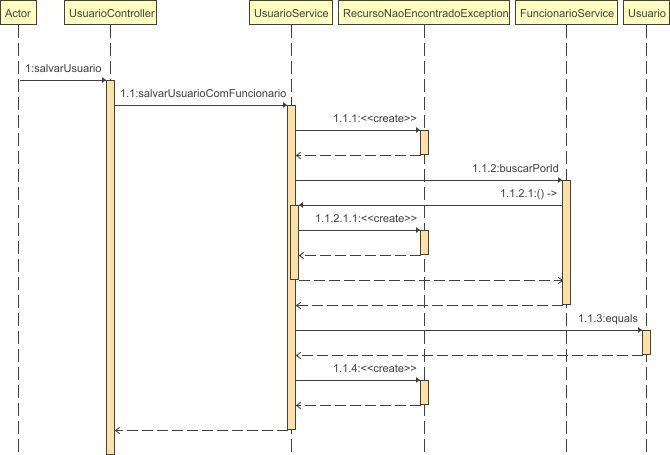 Actor
UsuarioController
UsuarioService
RecursoNaoEncontradoException
FuncionarioService
Usuario
1:salvarUsuario
1.1:salvarUsuarioComFuncionario
1.1.1:<<create>>
1.1.2:buscarPorId
1.1.2.1:() ->
1.1.2.1.1:<<create>>
1.1.3:equals
1.1.4:<<create>>